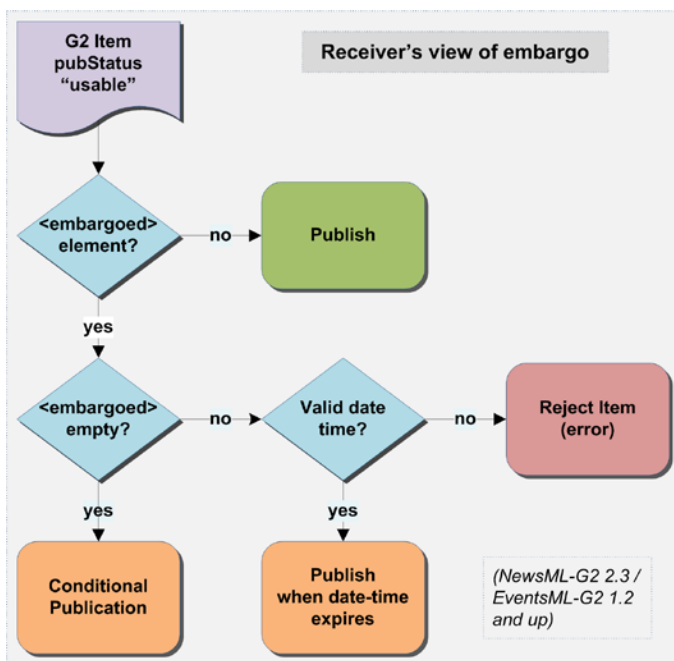 G2 Item
pubStatus
“usable”
Receiver’s view of embargo
<embargoed>
element?
no
Publish
yes
<embargoed>
empty?
no
Valid date
time?
no
Reject Item
(error)
yes
yes
Conditional
Publication
Publish
when date-time
expires
(NewsML-G2 2.3 /
EventsML-G2 1.2
and up)